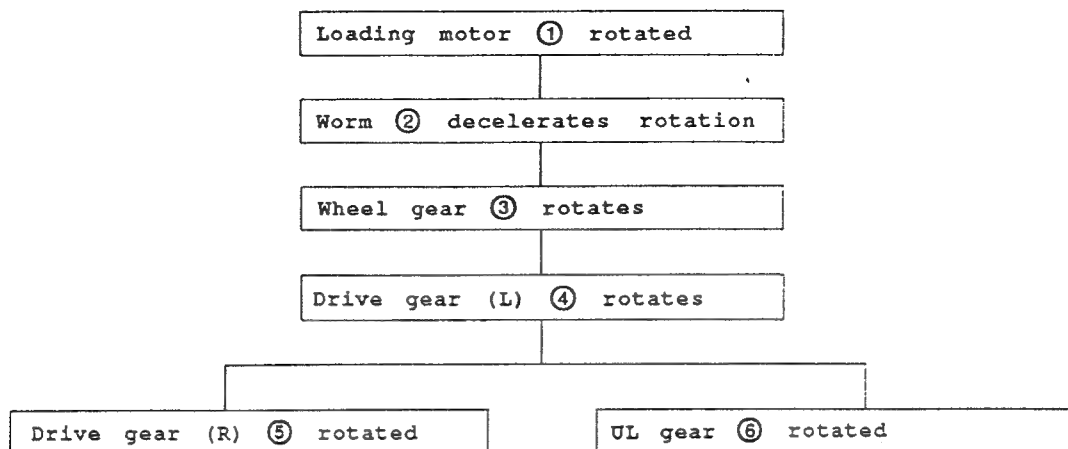 Loading motor ① rotated
Worm ② decelerates rotation
Wheel gear ③ rotates
Drive gear (L) ④ rotates
Drive gear (R) ⑤ rotated
UL gear ⑥ rotated